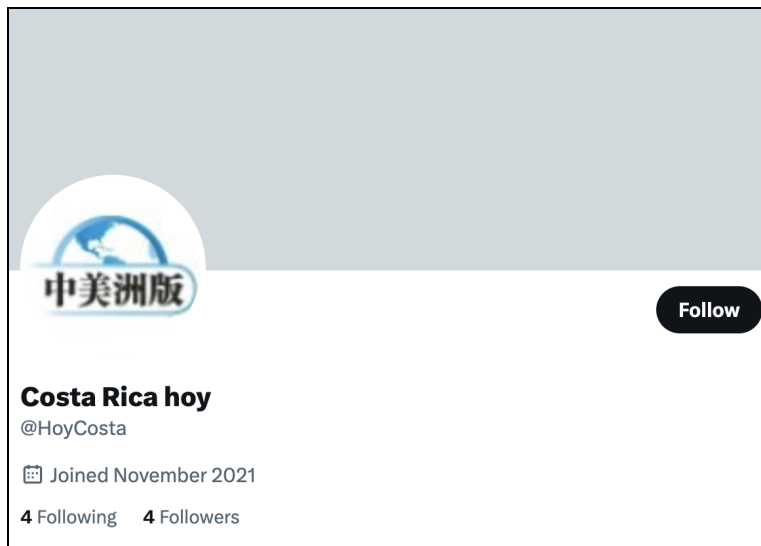 中美洲版
Follow
Costa Rica hoy
@HoyCosta
Joined November 2021
4 Following 4 Followers